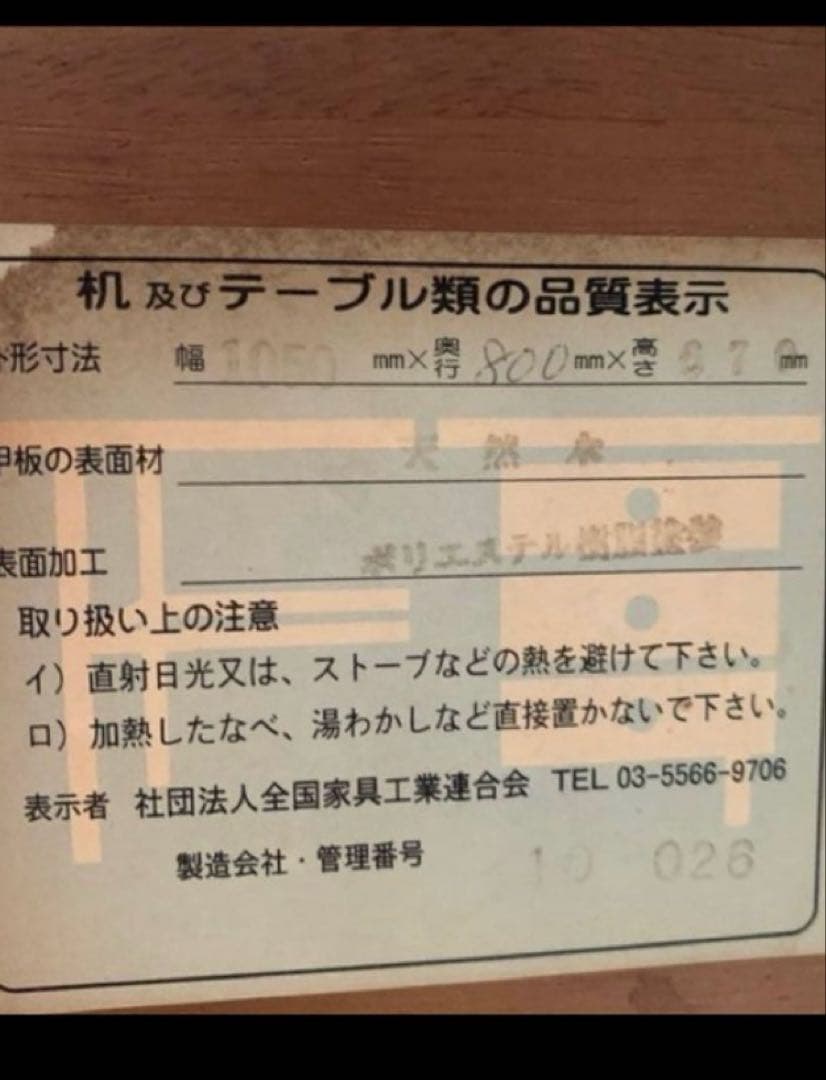 机及びテーブル類の品質表示
外形寸法 幅 1050 mm×奥行 800 mm×高さ 670 mm
甲板の表面材 天然木
表面加工 ポリエステル樹脂塗装
取り扱い上の注意
イ）直射日光又は、ストーブなどの熱を避けて下さい。
ロ）加熱したなべ、湯わかしなど直接置かないで下さい。
表示者 社団法人全国家具工業連合会 TEL 03-5566-9706
製造会社・管理番号 10 026